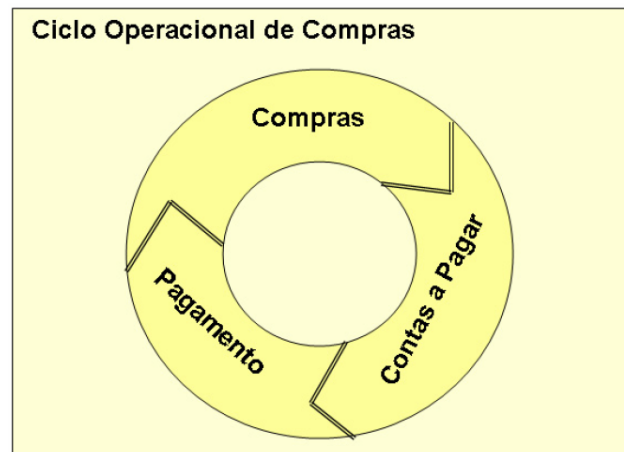 Ciclo Operacional de Compras
Compras
Contas a Pagar
Pagamento